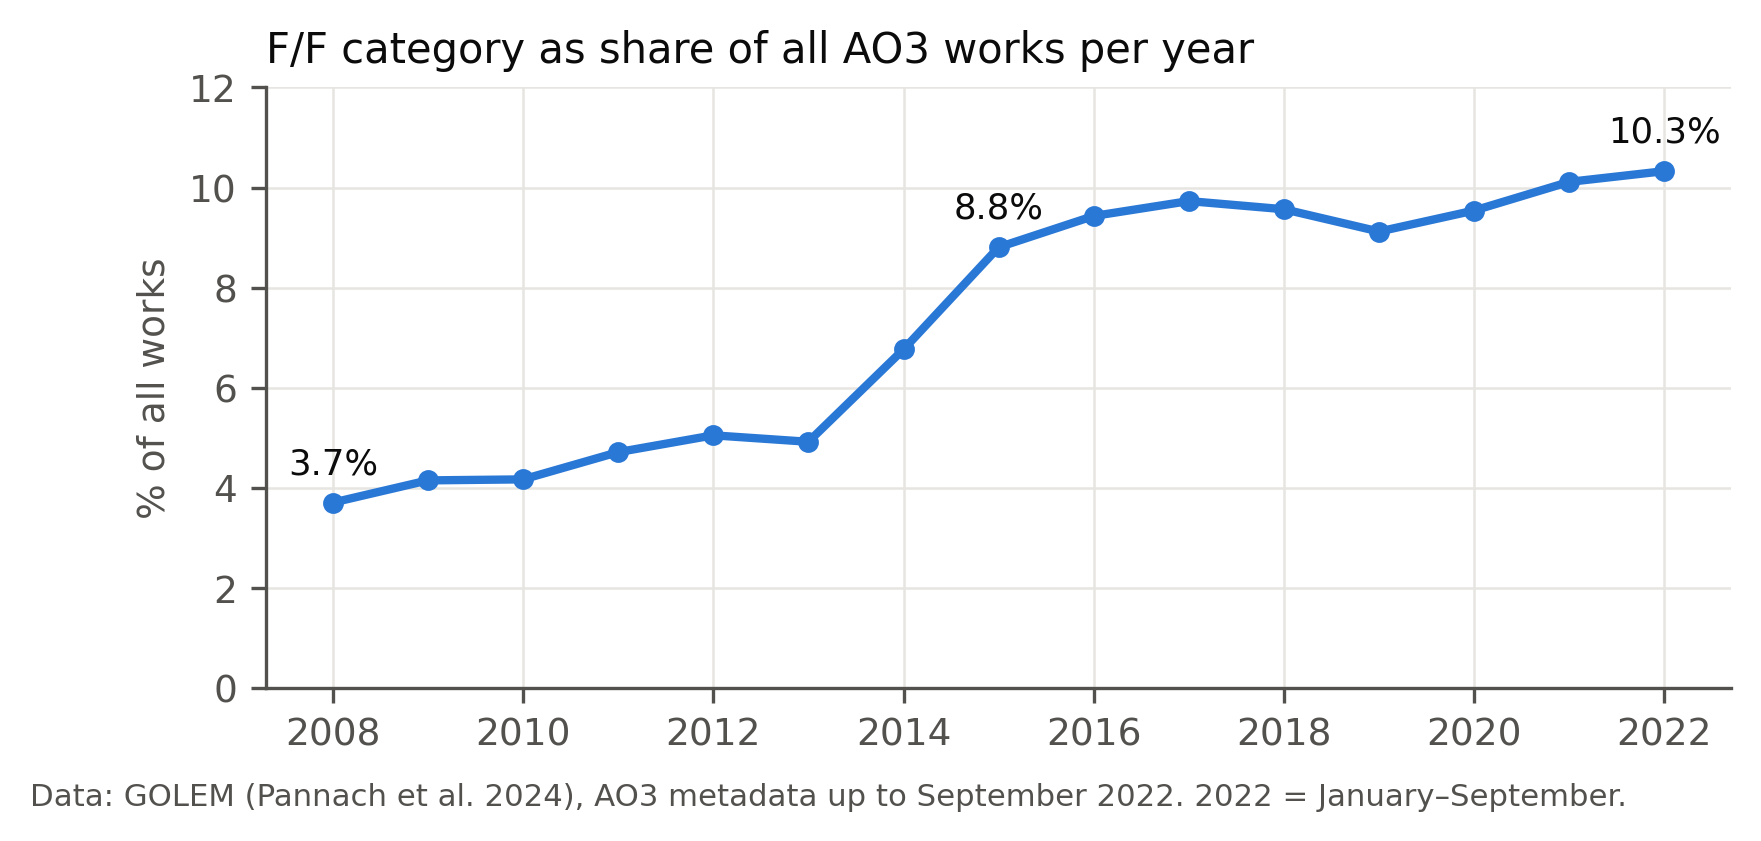 F/F category as share of all AO3 works per year
12
10
8
6
4
2
0
% of all works
3.7%
8.8%
10.3%
2008 2010 2012 2014 2016 2018 2020 2022
Data: GOLEM (Pannach et al. 2024), AO3 metadata up to September 2022. 2022 = January–September.